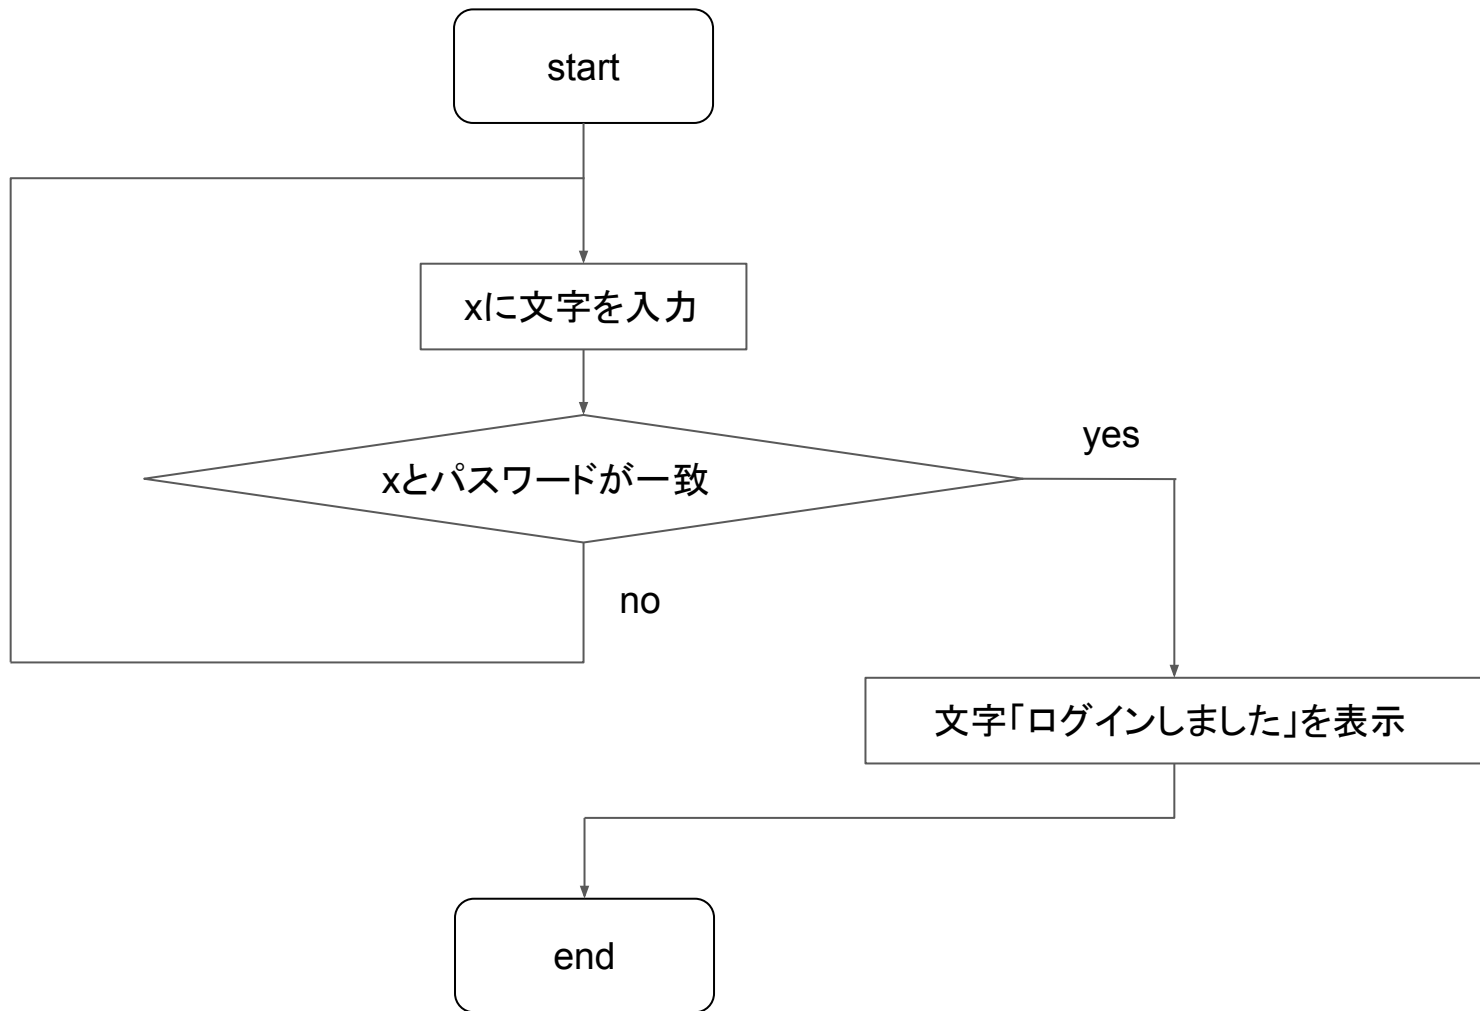 start
xに文字を入力
xとパスワードが一致
yes
no
文字「ログインしました」を表示
end